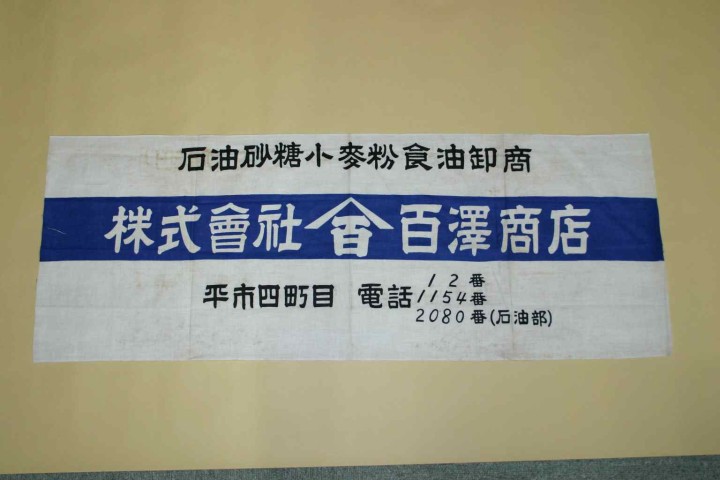 石油砂糖小麥粉食油卸商
株式會社 百 百澤商店
平市四町目 電話 12番
1154番
2080番(石油部)